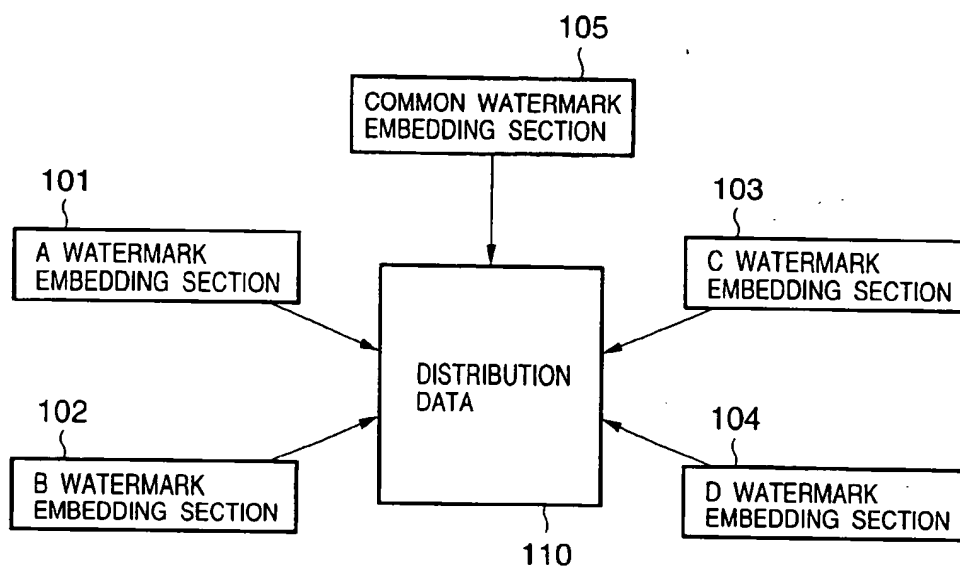 105
COMMON WATERMARK
EMBEDDING SECTION
101
A WATERMARK
EMBEDDING SECTION
103
C WATERMARK
EMBEDDING SECTION
DISTRIBUTION
DATA
102
B WATERMARK
EMBEDDING SECTION
104
D WATERMARK
EMBEDDING SECTION
110